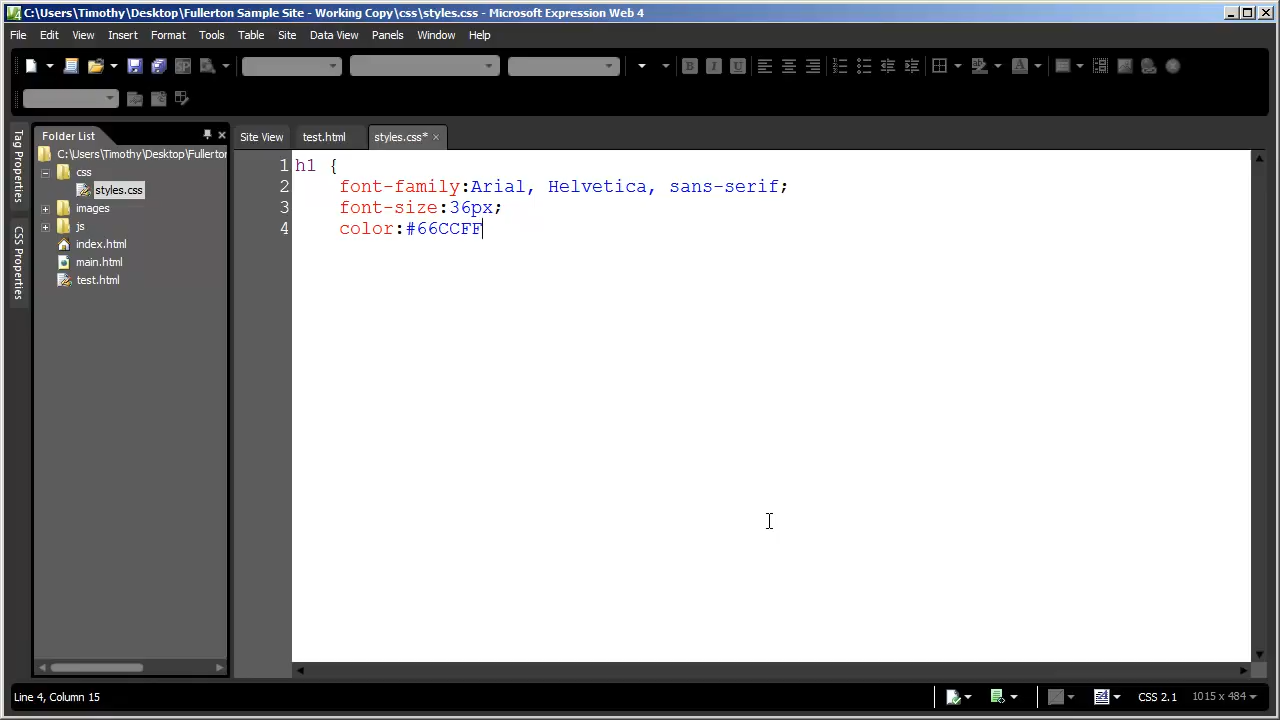 C:\Users\Timothy\Desktop\Fullerton Sample Site - Working Copy\css\styles.css - Microsoft Expression Web 4
File Edit View Insert Format Tools Table Site Data View Panels Window Help
Tag Properties
CSS Properties
Folder List
C:\Users\Timothy\Desktop\Fullerton
css
styles.css
images
js
index.html
main.html
test.html
Site View test.html styles.css*
1 h1 {
2 font-family:Arial, Helvetica, sans-serif;
3 font-size:36px;
4 color:#66CCFF
Line 4, Column 15 CSS 2.1 1015 x 484